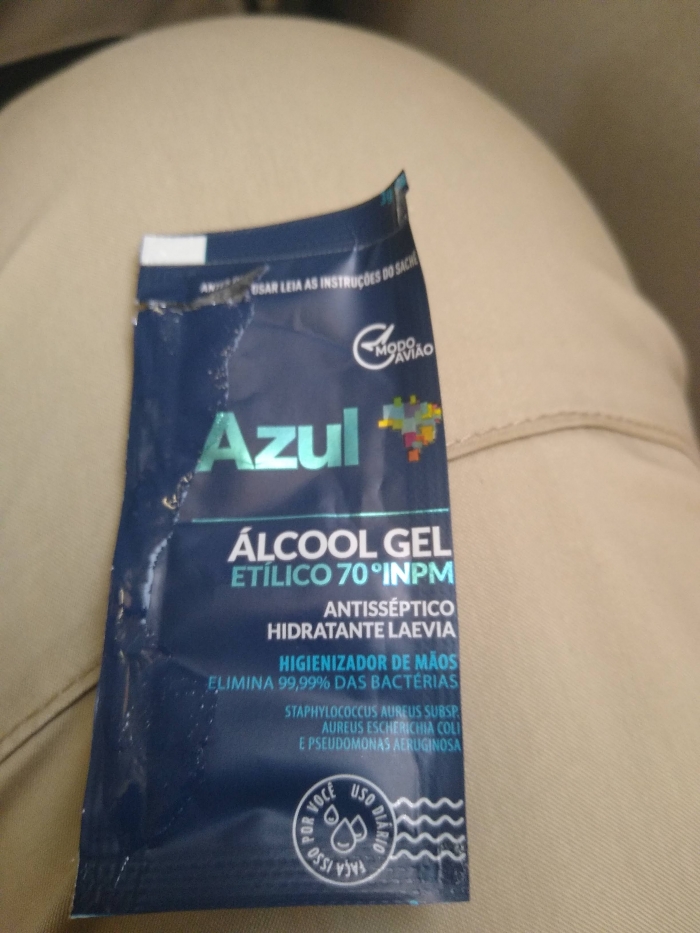 USAR LEIA AS INSTRUÇÕES DO SACHÊ
MODO
AVIÃO
Azul
ÁLCOOL GEL
ETÍLICO 70 °INPM
ANTISSÉPTICO
HIDRATANTE LAEVIA
HIGIENIZADOR DE MÃOS
ELIMINA 99,99% DAS BACTÉRIAS
STAPHYLOCOCCUS AUREUS SUBSP.
AUREUS ESCHERICHIA COLI
E PSEUDOMONAS AERUGINOSA
FAÇA ISSO POR VOCÊ
USO DIÁRIO